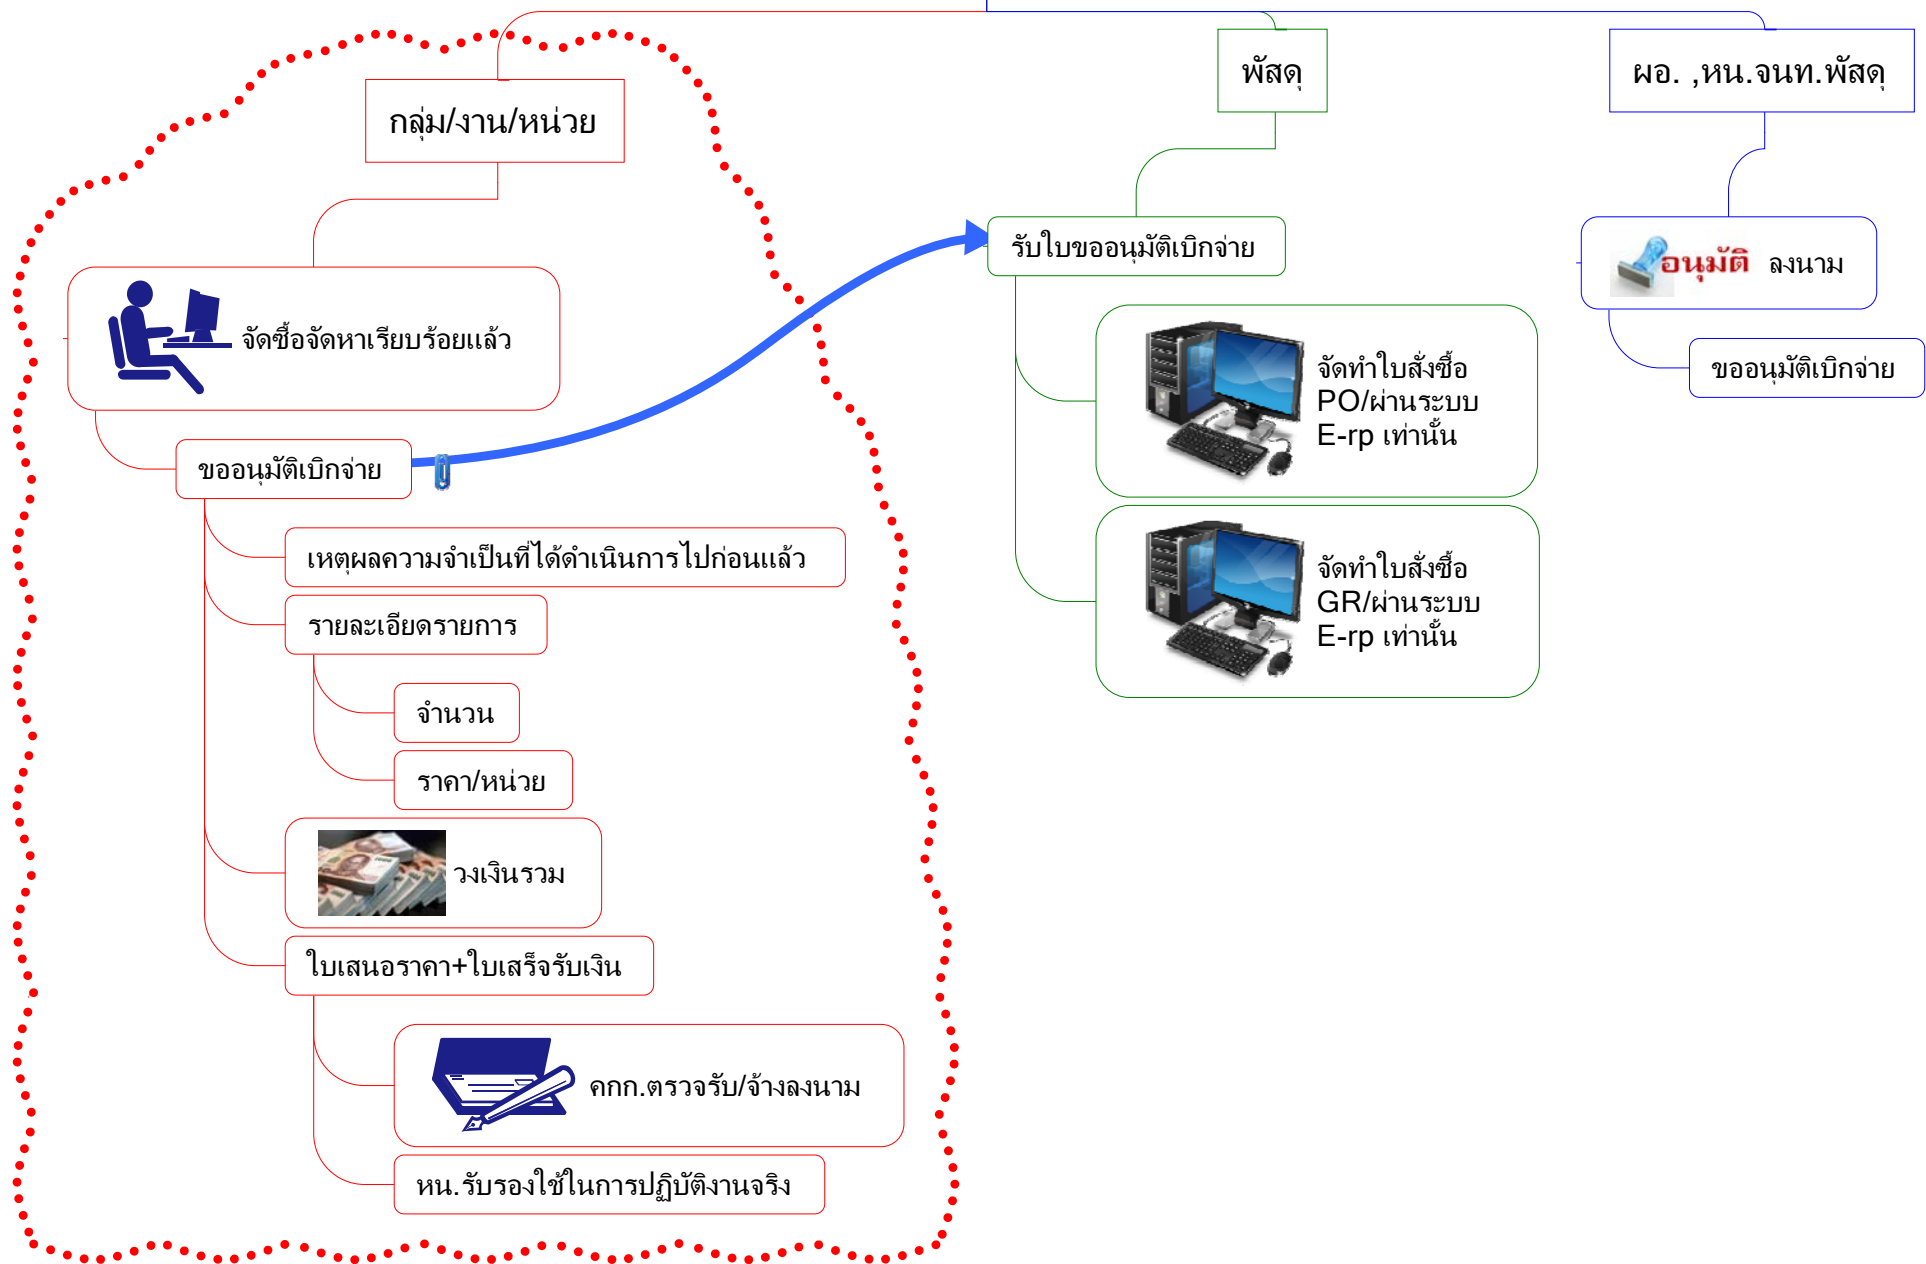 กลุ่ม/งาน/หน่วย
จัดซื้อจัดหาเรียบร้อยแล้ว
ขออนุมัติเบิกจ่าย
เหตุผลความจำเป็นที่ได้ดำเนินการไปก่อนแล้ว
รายละเอียดรายการ
จำนวน
ราคา/หน่วย
วงเงินรวม
ใบเสนอราคา+ใบเสร็จรับเงิน
คกก.ตรวจรับ/จ้างลงนาม
หน.รับรองใช้ในการปฏิบัติงานจริง
พัสดุ
รับใบขออนุมัติเบิกจ่าย
จัดทำใบสั่งซื้อ
PO/ผ่านระบบ
E-rp เท่านั้น
จัดทำใบสั่งซื้อ
GR/ผ่านระบบ
E-rp เท่านั้น
ผอ. ,หน.จนท.พัสดุ
อนุมัติ ลงนาม
ขออนุมัติเบิกจ่าย